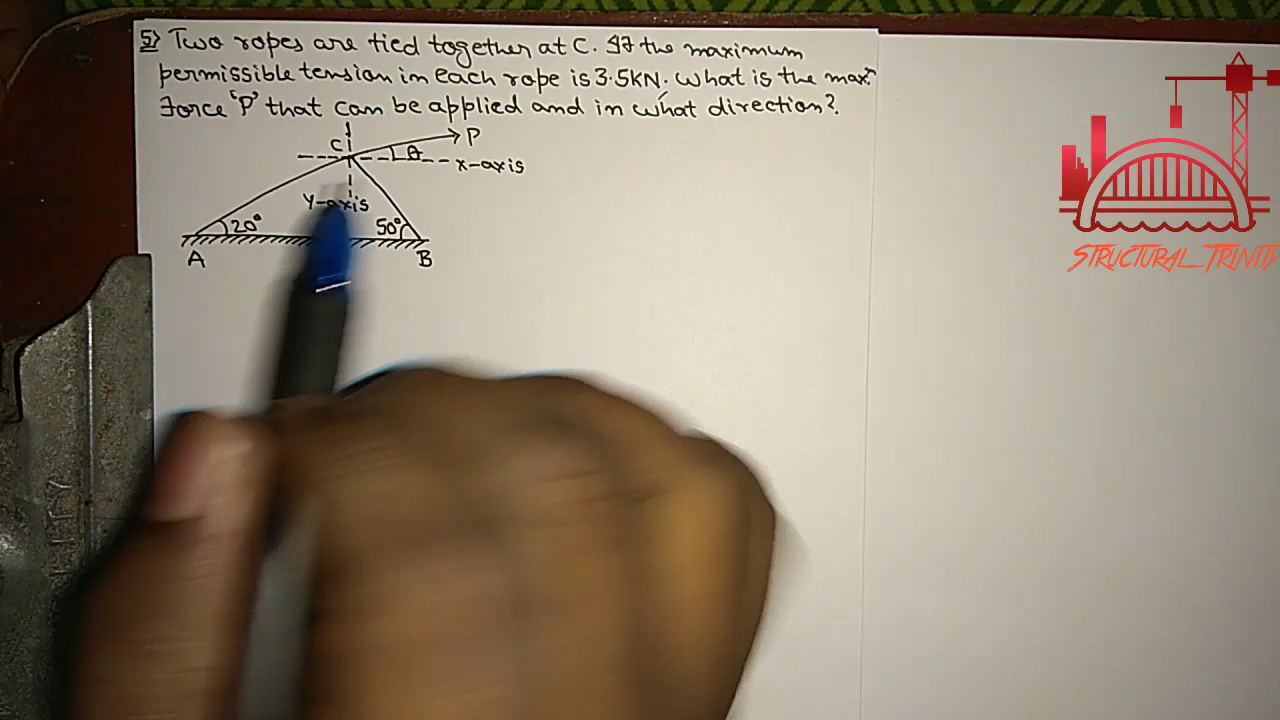 5) Two ropes are tied together at C. If the maximum
permissible tension in each rope is 3.5KN. What is the maxm
Force 'P' that can be applied and in what direction?
C
P
θ
x-axis
Y-axis
20°
50°
A
B
STRUCTURAL_TRINITY